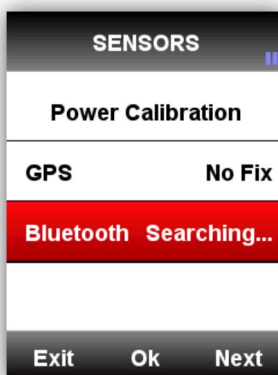 SENSORS
Power Calibration
GPS No Fix
Bluetooth Searching...
Exit Ok Next